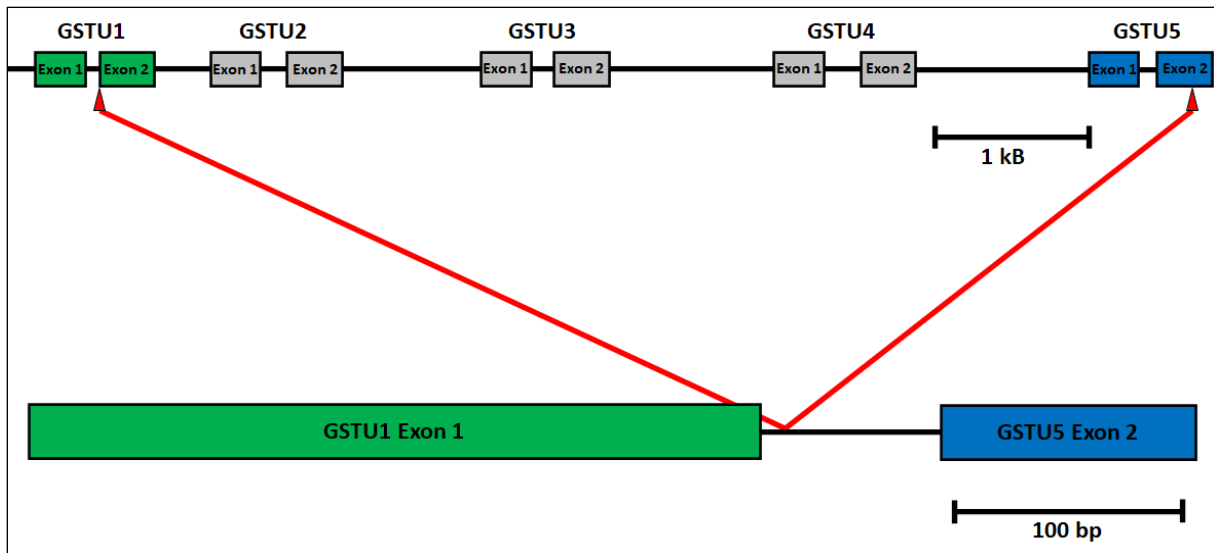 GSTU1 GSTU2 GSTU3 GSTU4 GSTU5
Exon 1 Exon 2 Exon 1 Exon 2 Exon 1 Exon 2 Exon 1 Exon 2 Exon 1 Exon 2
1 kB
GSTU1 Exon 1 GSTU5 Exon 2
100 bp